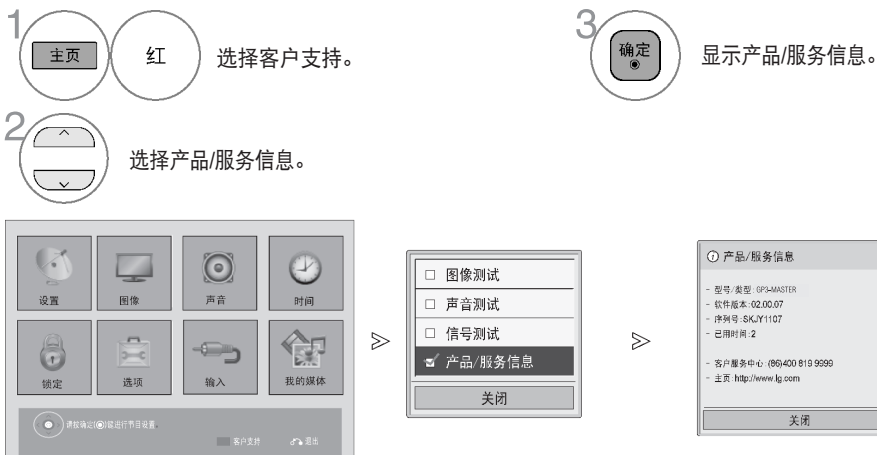 1
主页
红
选择客户支持。
2
选择产品/服务信息。
3
确定
显示产品/服务信息。
设置
图像
声音
时间
锁定
选项
输入
我的媒体
请按确定(◉)键进行节目设置。
客户支持
退出
□ 图像测试
□ 声音测试
□ 信号测试
产品/服务信息
关闭
ⓘ 产品/服务信息
- 型号/类型:GP3-MASTER
- 软件版本:02.00.07
- 序列号:SKJY1107
- 已用时间:2
- 客户服务中心:(86)400 819 9999
- 主页:http://www.lg.com
关闭